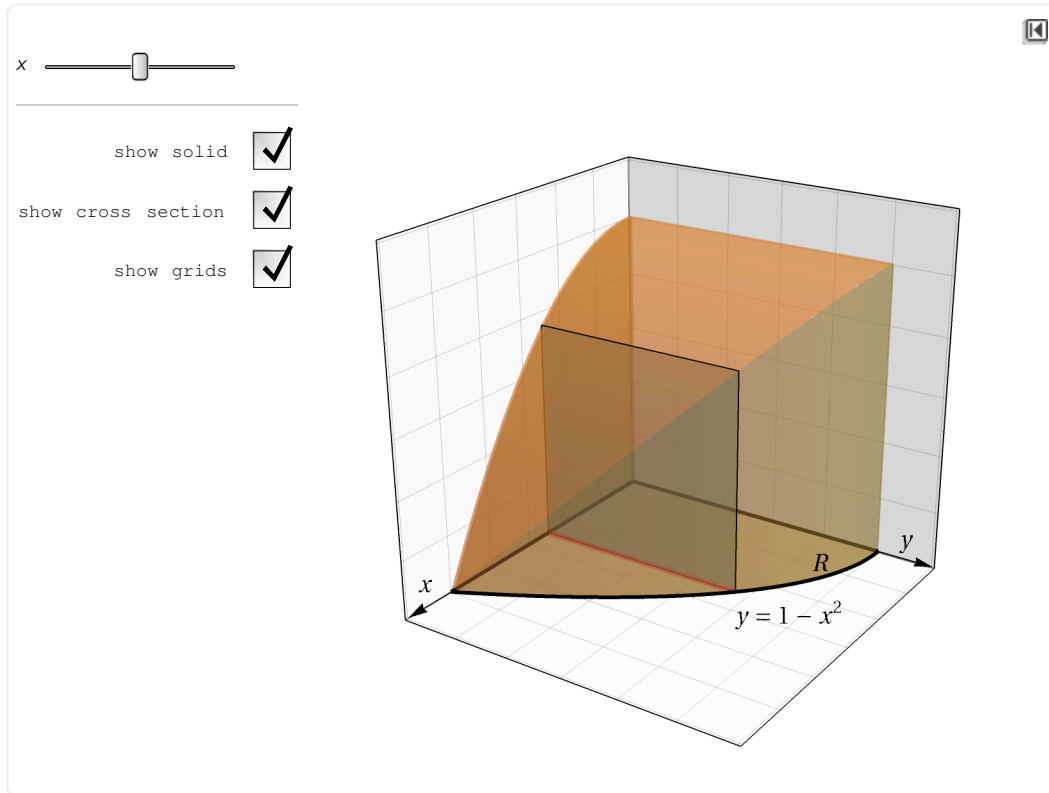 x
show solid
show cross section
show grids
y
R
x
y = 1 − x²